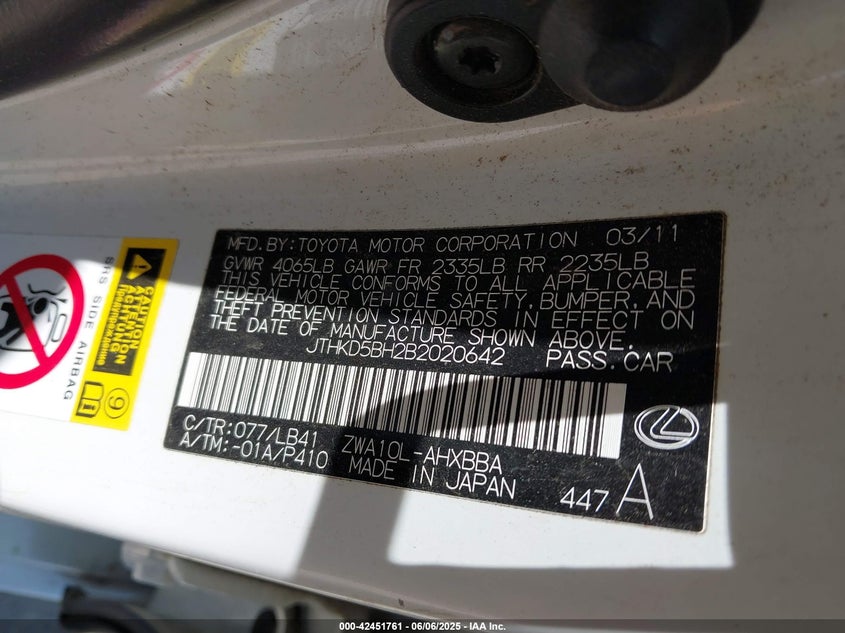 MFD. BY: TOYOTA MOTOR CORPORATION 03/11
GVWR 4065LB GAWR FR 2335LB RR 2235LB
THIS VEHICLE CONFORMS TO ALL APPLICABLE
FEDERAL MOTOR VEHICLE SAFETY, BUMPER, AND
THEFT PREVENTION STANDARDS IN EFFECT ON
THE DATE OF MANUFACTURE SHOWN ABOVE.
JTHKD5BH2B2020642 PASS. CAR
C/TR: 077/LB41 ZWA10L-AHXBBA
A/TM: -01A/P410 MADE IN JAPAN
447 A
SRS SIDE AIRBAG
CAUTION
ATTENTION
ACHTUNG
9
000-42451761 - 06/06/2025 - IAA Inc.